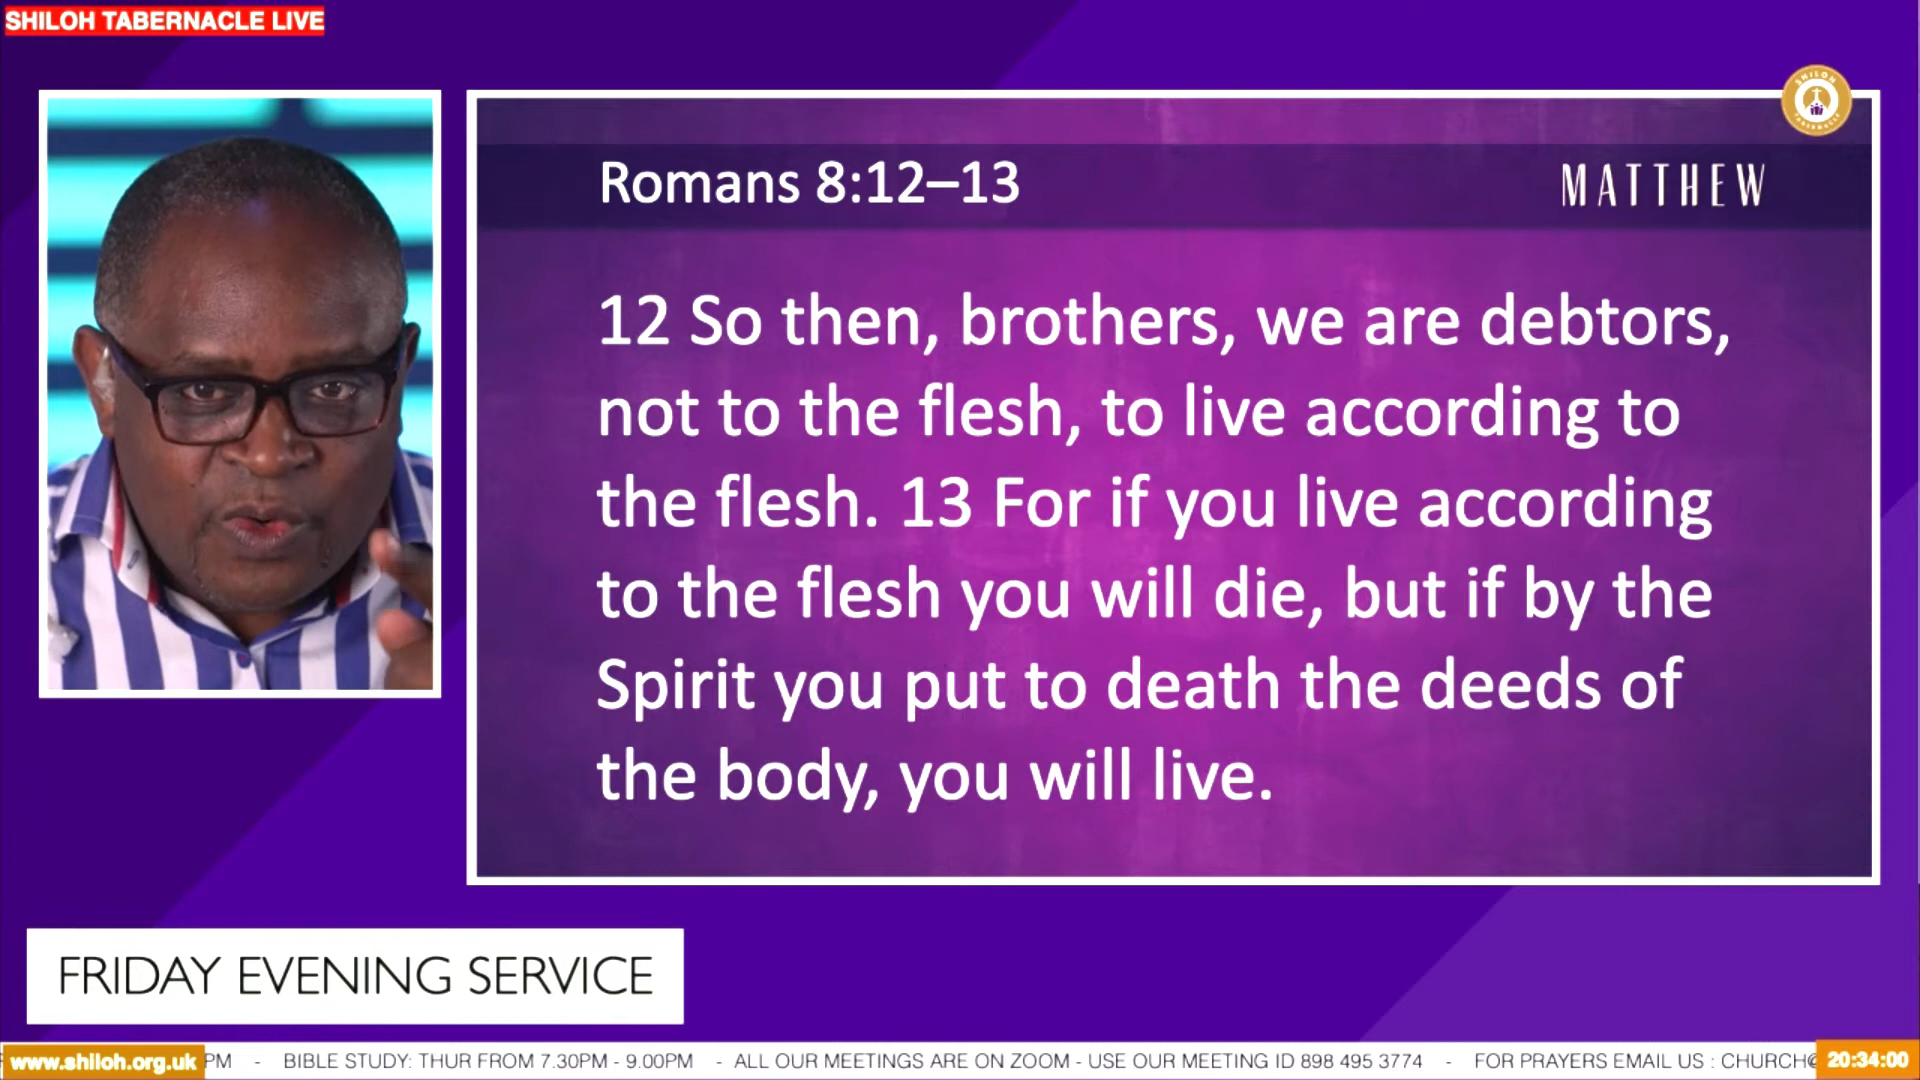 SHILOH TABERNACLE LIVE
SHILOH
TABERNACLE
Romans 8:12–13
MATTHEW
12 So then, brothers, we are debtors,
not to the flesh, to live according to
the flesh. 13 For if you live according
to the flesh you will die, but if by the
Spirit you put to death the deeds of
the body, you will live.
FRIDAY EVENING SERVICE
www.shiloh.org.uk PM - BIBLE STUDY: THUR FROM 7.30PM - 9.00PM - ALL OUR MEETINGS ARE ON ZOOM - USE OUR MEETING ID 898 495 3774 - FOR PRAYERS EMAIL US : CHURCH@ 20:34:00